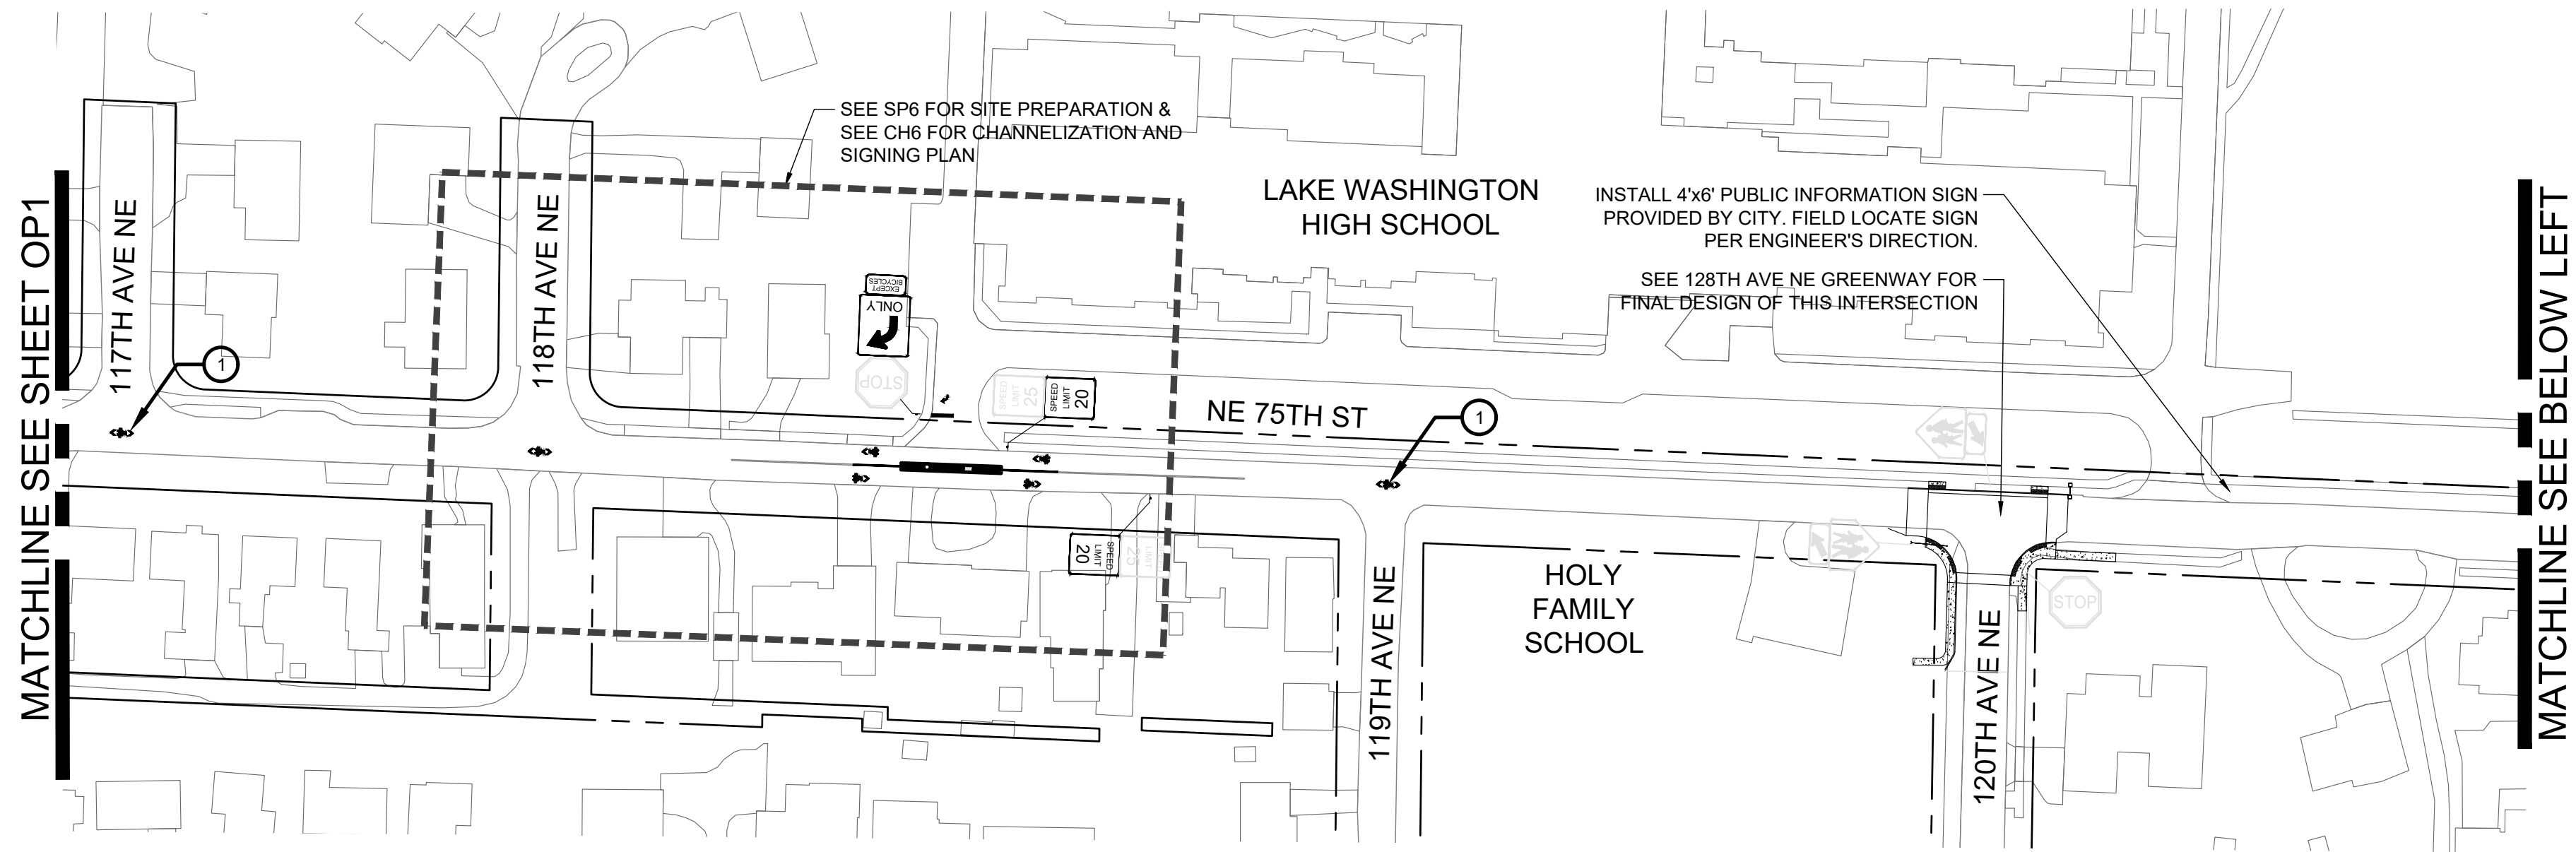 MATCHLINE SEE SHEET OP1
117TH AVE NE
1
118TH AVE NE
SEE SP6 FOR SITE PREPARATION &
SEE CH6 FOR CHANNELIZATION AND
SIGNING PLAN
EXCEPT
BICYCLES
ONLY
STOP
SPEED
LIMIT
25
SPEED
LIMIT
20
LAKE WASHINGTON
HIGH SCHOOL
NE 75TH ST
1
INSTALL 4'x6' PUBLIC INFORMATION SIGN
PROVIDED BY CITY. FIELD LOCATE SIGN
PER ENGINEER'S DIRECTION.
SEE 128TH AVE NE GREENWAY FOR
FINAL DESIGN OF THIS INTERSECTION
SPEED
LIMIT
20
SPEED
LIMIT
25
119TH AVE NE
HOLY
FAMILY
SCHOOL
120TH AVE NE
STOP
MATCHLINE SEE BELOW LEFT